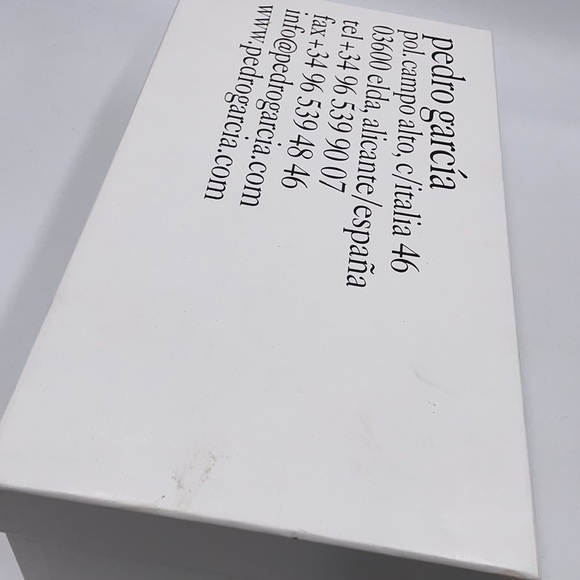 pedro garcía
pol. campo alto, c/italia 46
03600 elda, alicante/españa
tel +34 96 539 90 07
fax +34 96 539 48 46
info@pedrogarcia.com
www.pedrogarcia.com